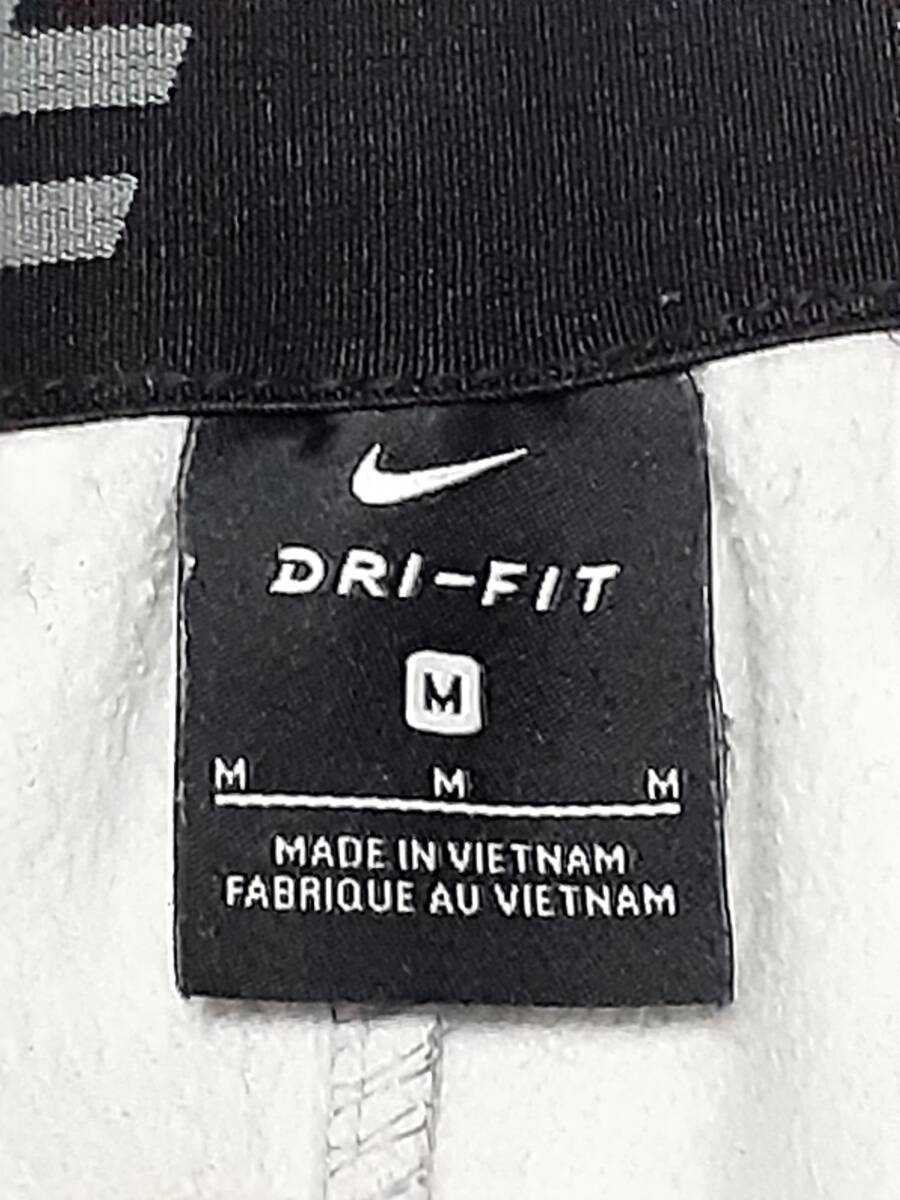 DRI-FIT
M
M M M
MADE IN VIETNAM
FABRIQUE AU VIETNAM